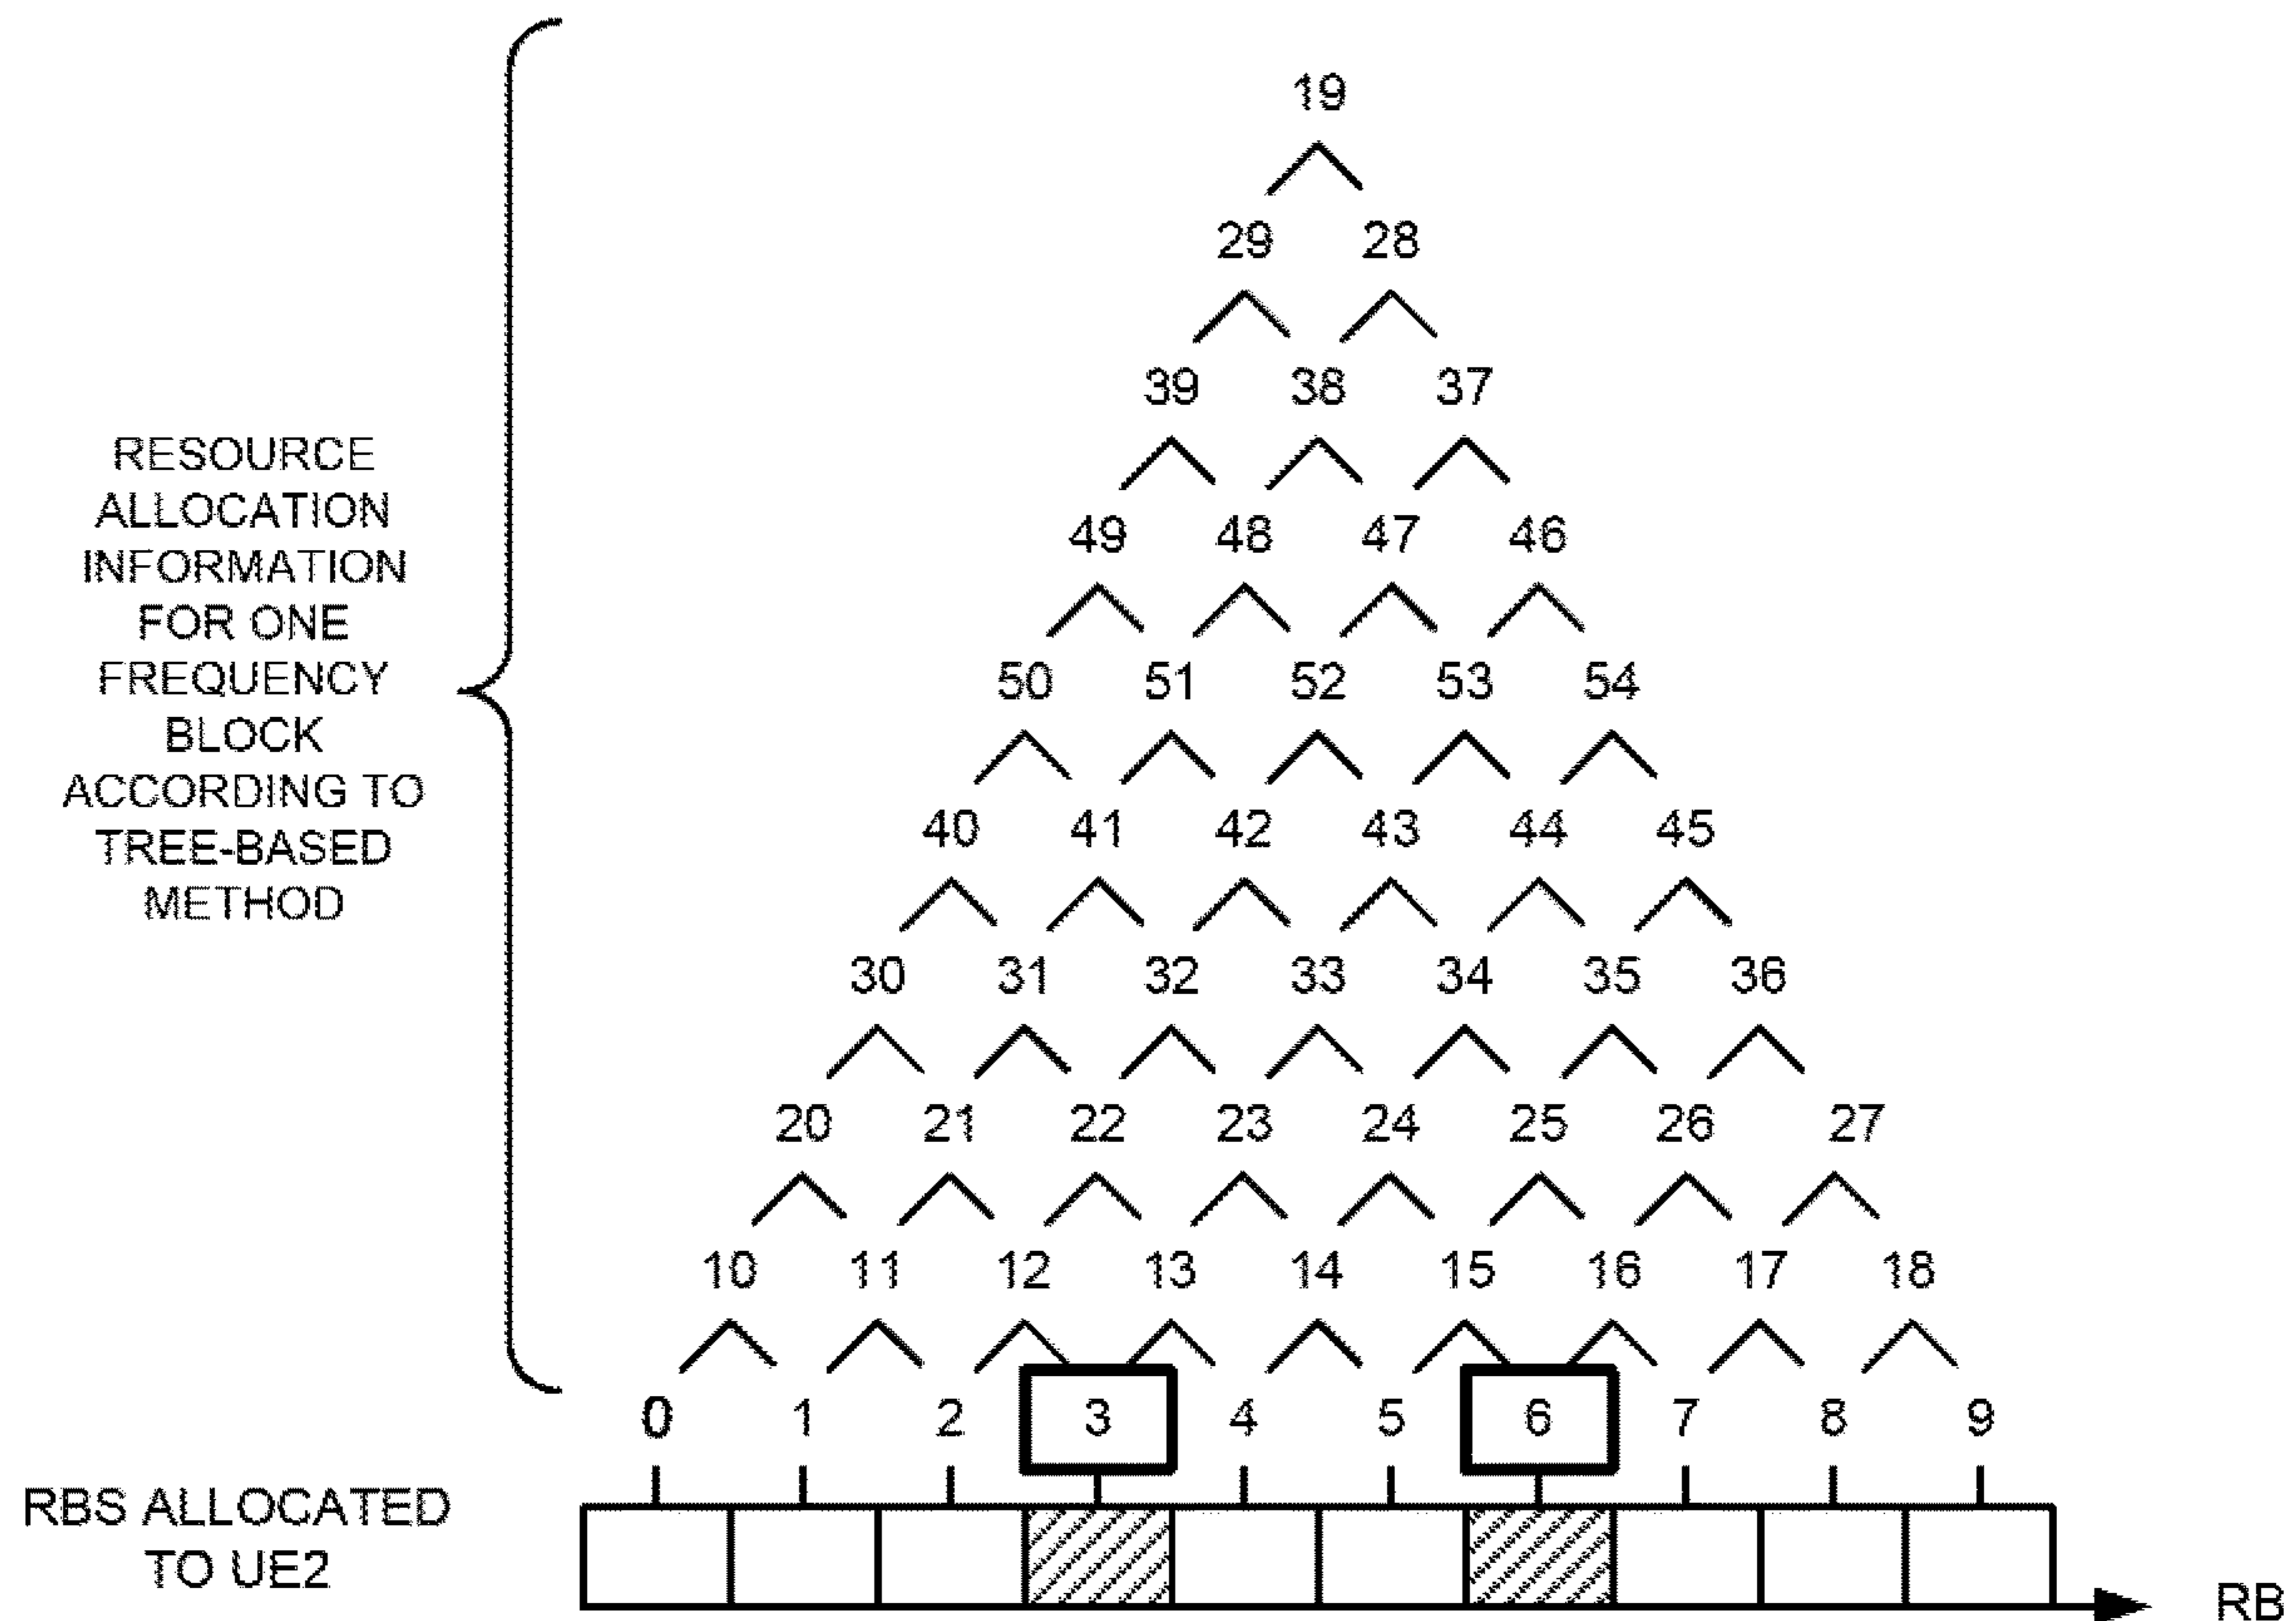 19
29 28
39 38 37
RESOURCE
ALLOCATION
INFORMATION
FOR ONE
FREQUENCY
BLOCK
ACCORDING TO
TREE-BASED
METHOD
49 48 47 46
50 51 52 53 54
40 41 42 43 44 45
30 31 32 33 34 35 36
20 21 22 23 24 25 26 27
10 11 12 13 14 15 16 17 18
0 1 2 3 4 5 6 7 8 9
RBS ALLOCATED
TO UE2
RB